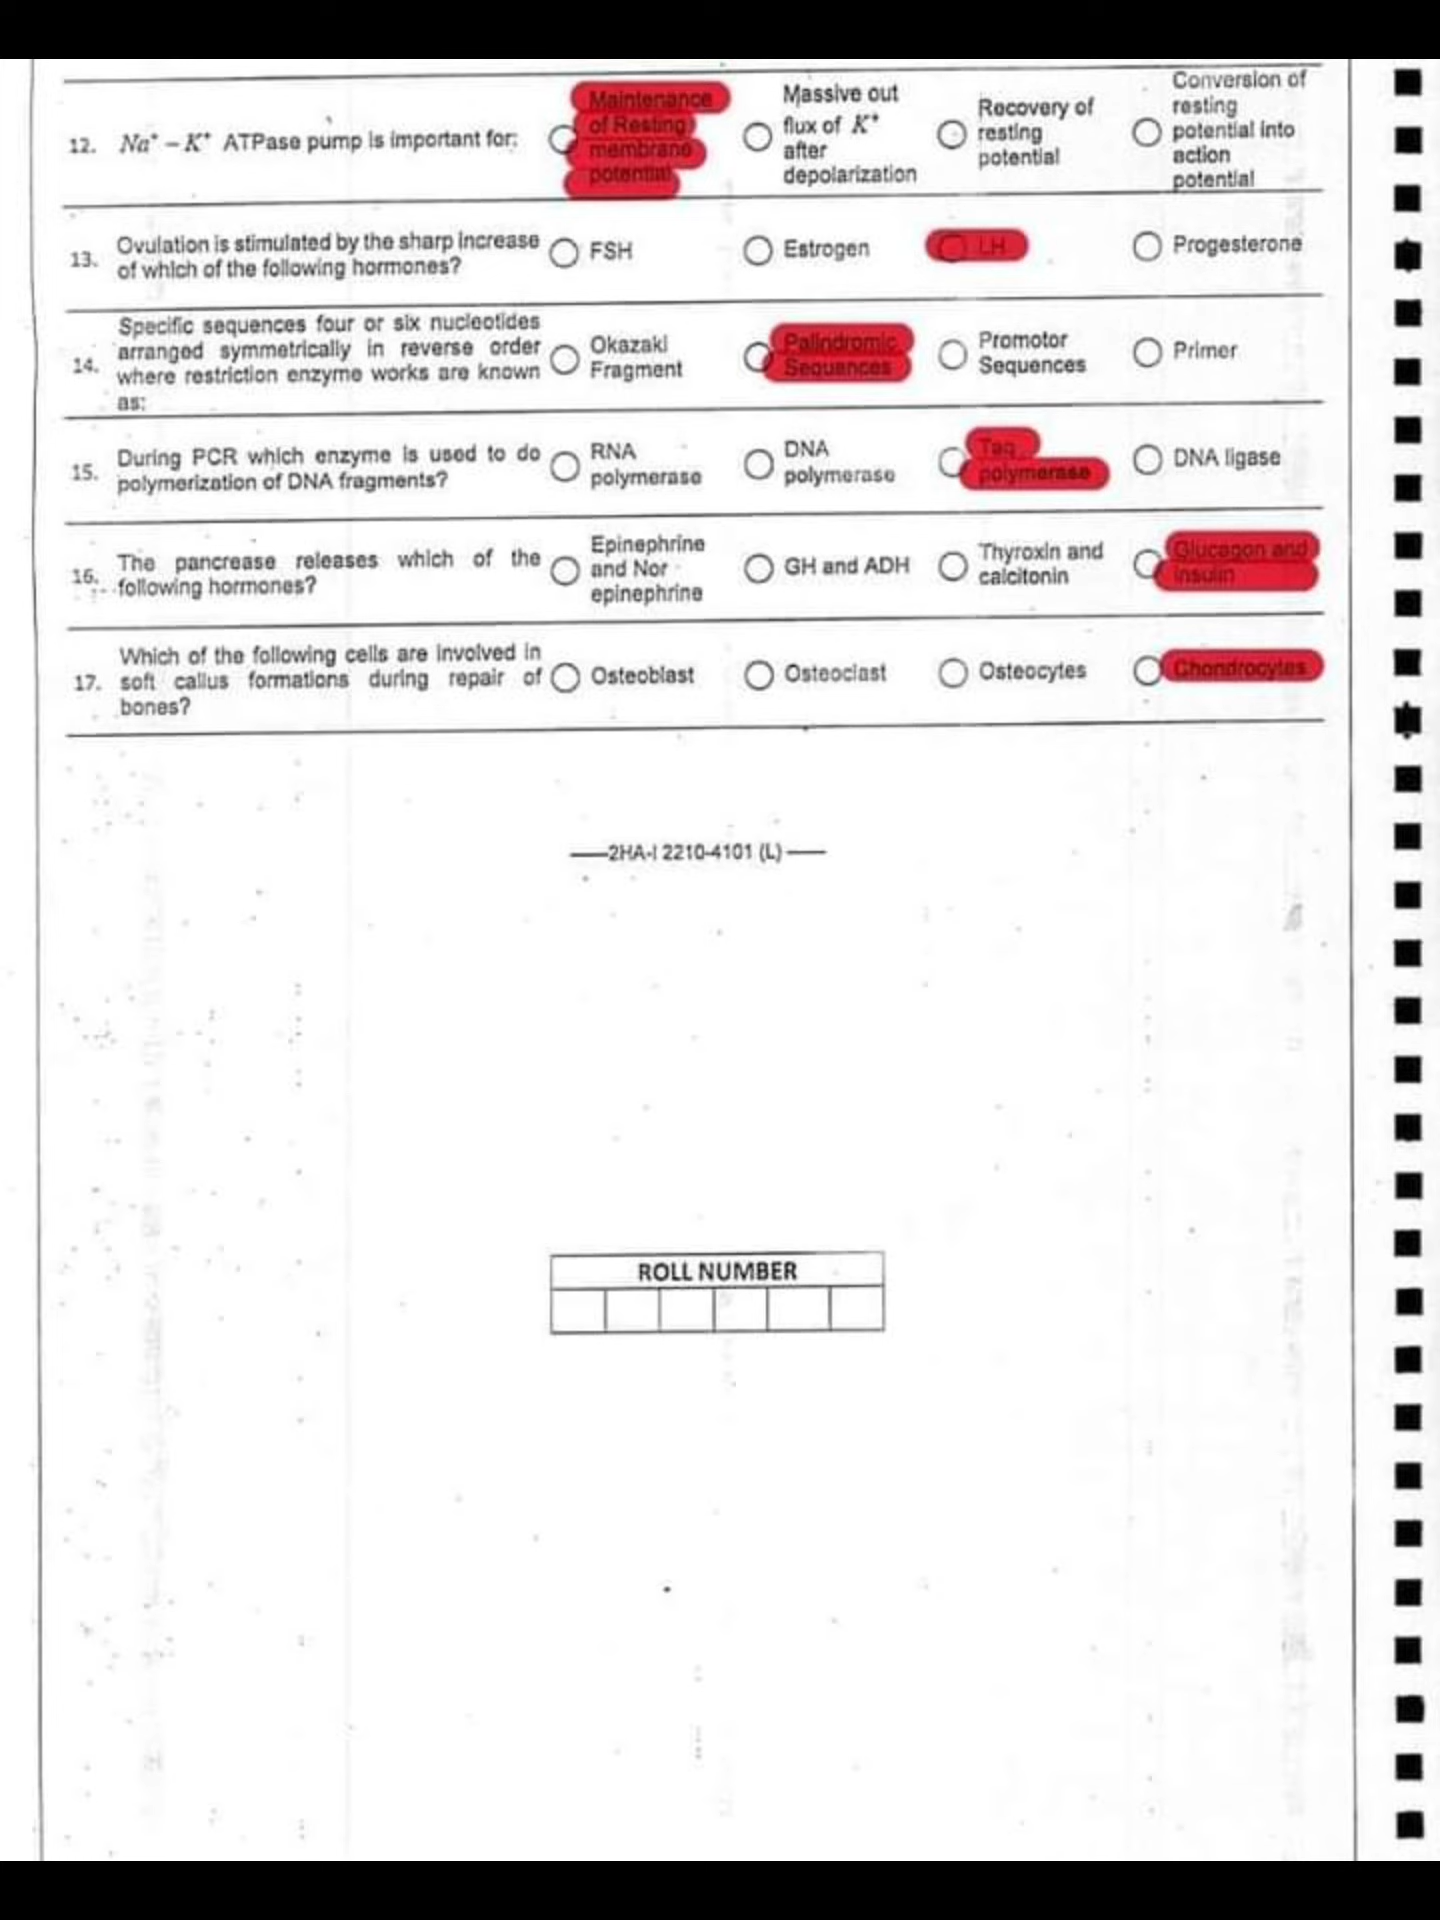 12. Na⁺ – K⁺ ATPase pump is important for:
Maintenance
of Resting
membrane
potential
Massive out
flux of K⁺
after
depolarization
Recovery of
resting
potential
Conversion of
resting
potential into
action
potential
13. Ovulation is stimulated by the sharp increase
of which of the following hormones?
FSH
Estrogen
LH
Progesterone
14. Specific sequences four or six nucleotides
arranged symmetrically in reverse order
where restriction enzyme works are known
as:
Okazaki
Fragment
Palindromic
Sequences
Promotor
Sequences
Primer
15. During PCR which enzyme is used to do
polymerization of DNA fragments?
RNA
polymerase
DNA
polymerase
Taq
polymerase
DNA ligase
16. The pancrease releases which of the
following hormones?
Epinephrine
and Nor
epinephrine
GH and ADH
Thyroxin and
calcitonin
Glucagon and
insulin
17. Which of the following cells are involved in
soft callus formations during repair of
bones?
Osteoblast
Osteoclast
Osteocytes
Chondrocytes
—2HA-I 2210-4101 (L)—
ROLL NUMBER